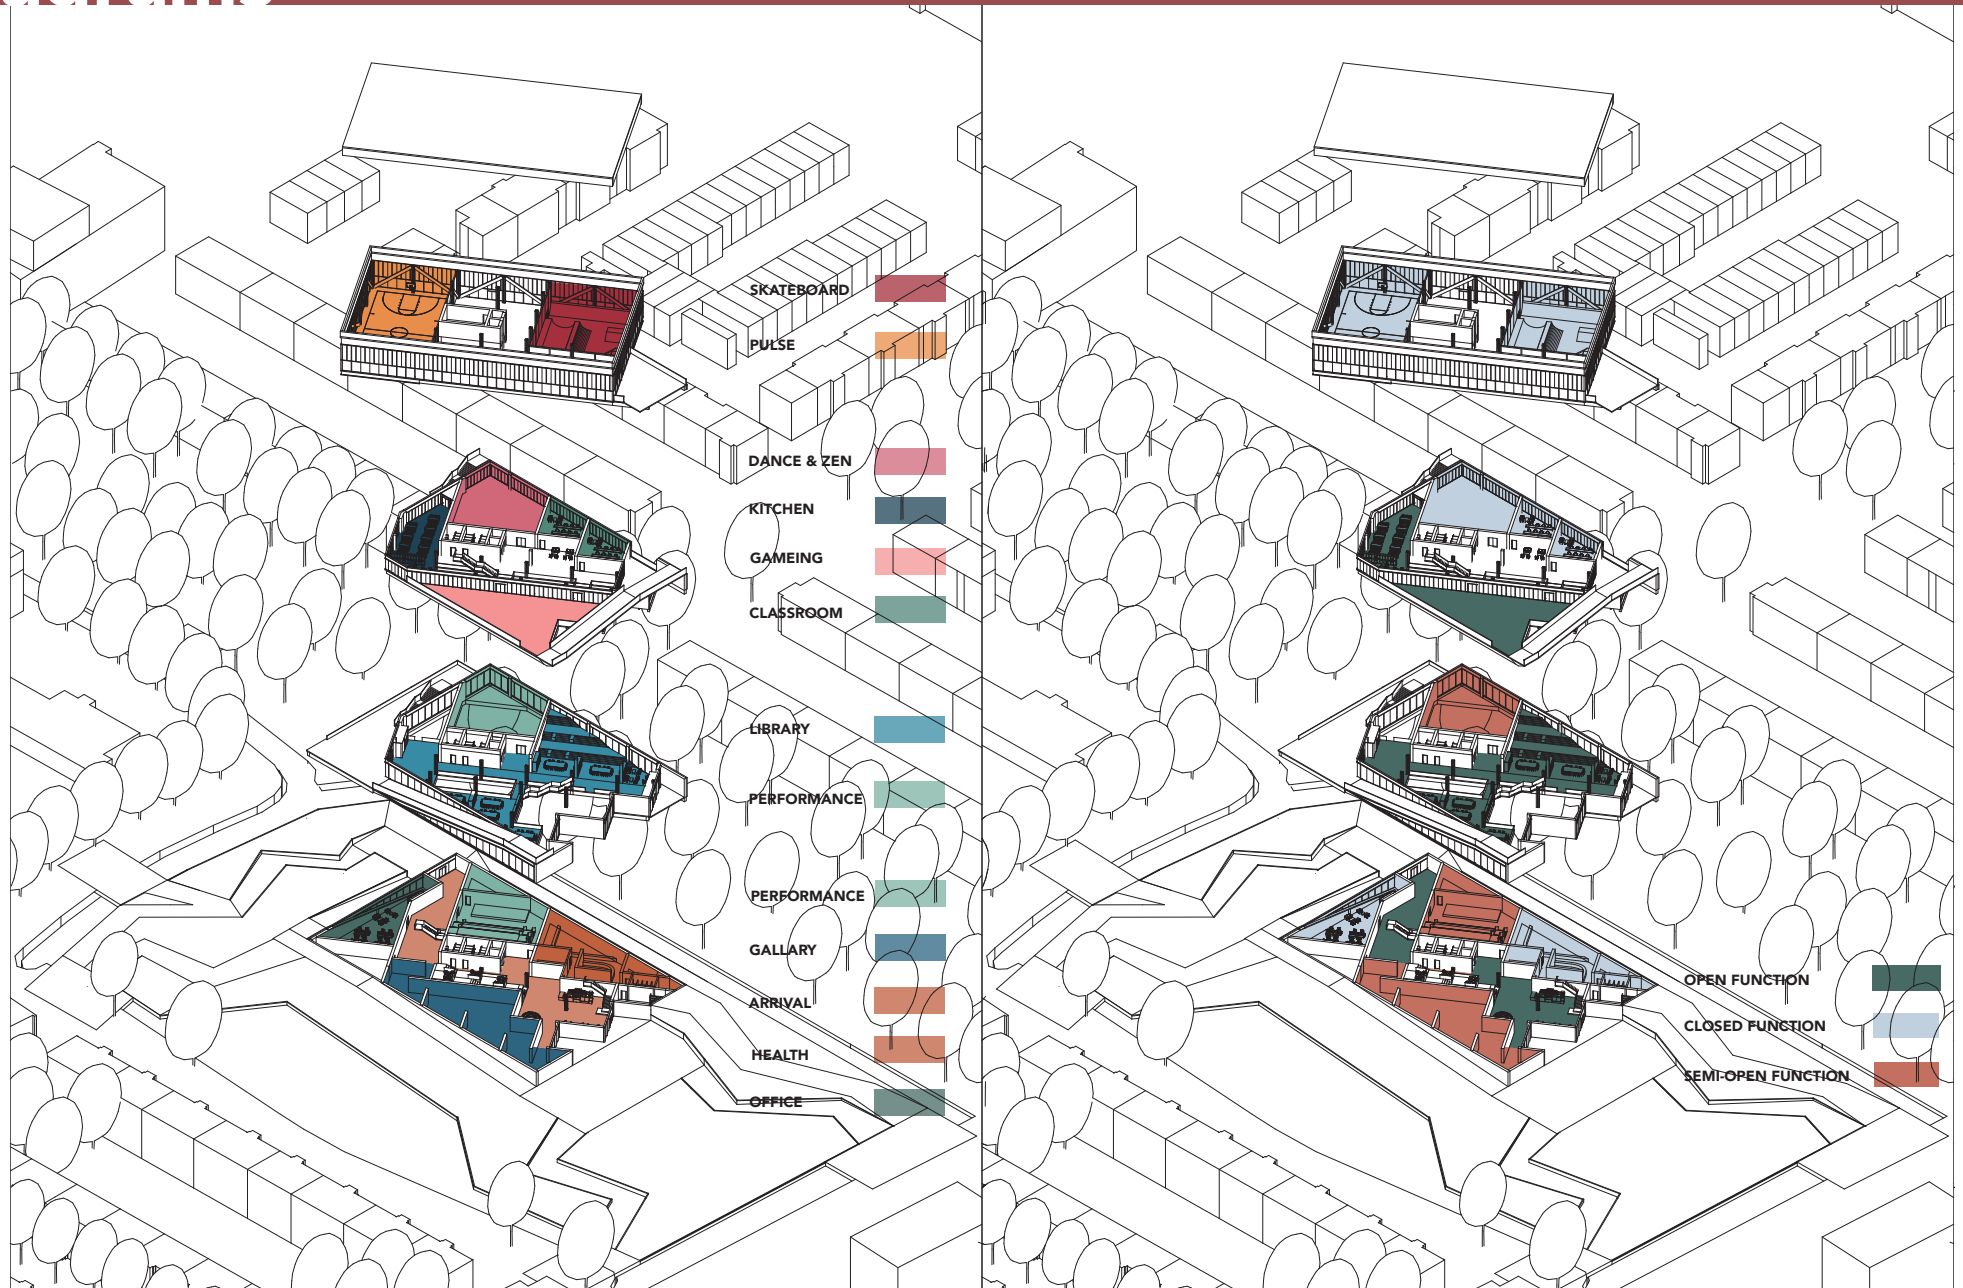 SKATEBOARD
PULSE
DANCE & ZEN
KITCHEN
GAMEING
CLASSROOM
LIBRARY
PERFORMANCE
PERFORMANCE
GALLARY
ARRIVAL
HEALTH
OFFICE
OPEN FUNCTION
CLOSED FUNCTION
SEMI-OPEN FUNCTION